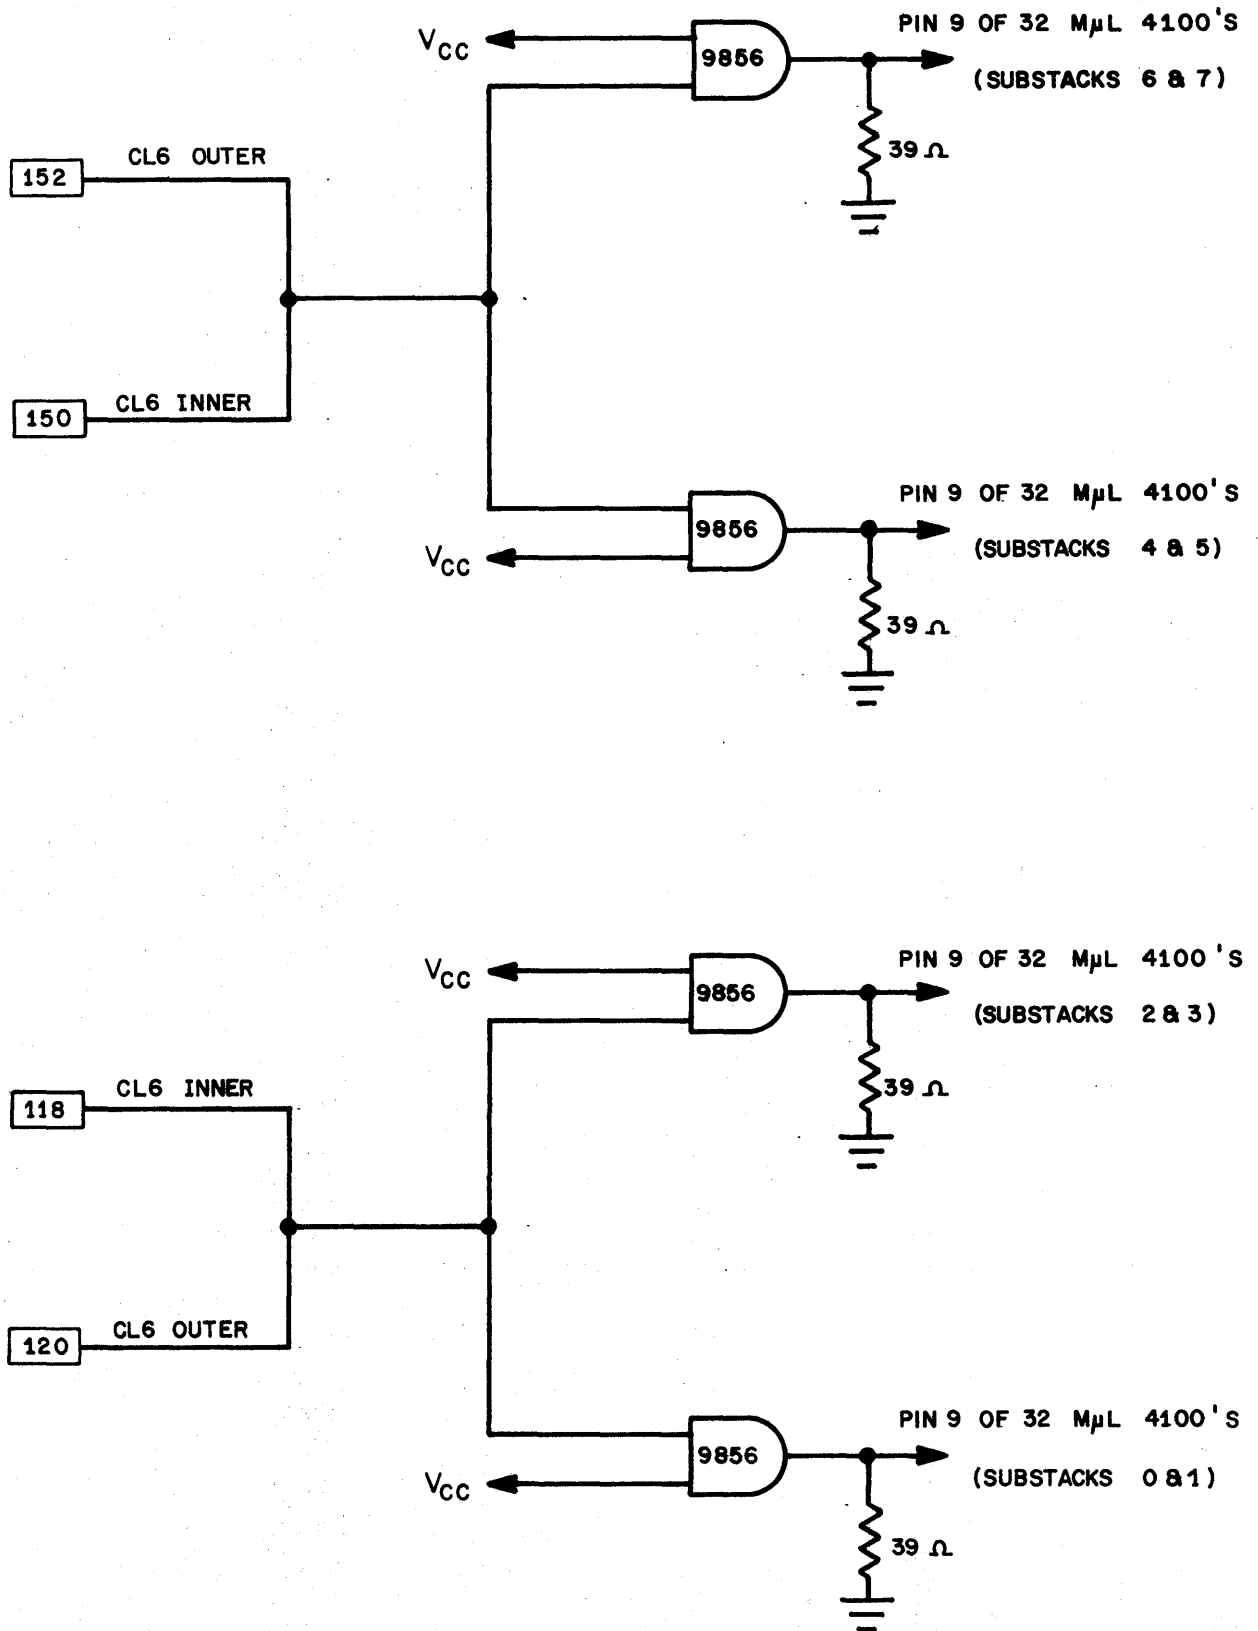 PIN 9 OF 32 MμL 4100'S
VCC
9856
(SUBSTACKS 6 & 7)
39 Ω
CL6 OUTER
152
CL6 INNER
150
PIN 9 OF 32 MμL 4100'S
9856
(SUBSTACKS 4 & 5)
VCC
39 Ω
PIN 9 OF 32 MμL 4100'S
VCC
9856
(SUBSTACKS 2 & 3)
39 Ω
CL6 INNER
118
CL6 OUTER
120
PIN 9 OF 32 MμL 4100'S
9856
(SUBSTACKS 0 & 1)
VCC
39 Ω